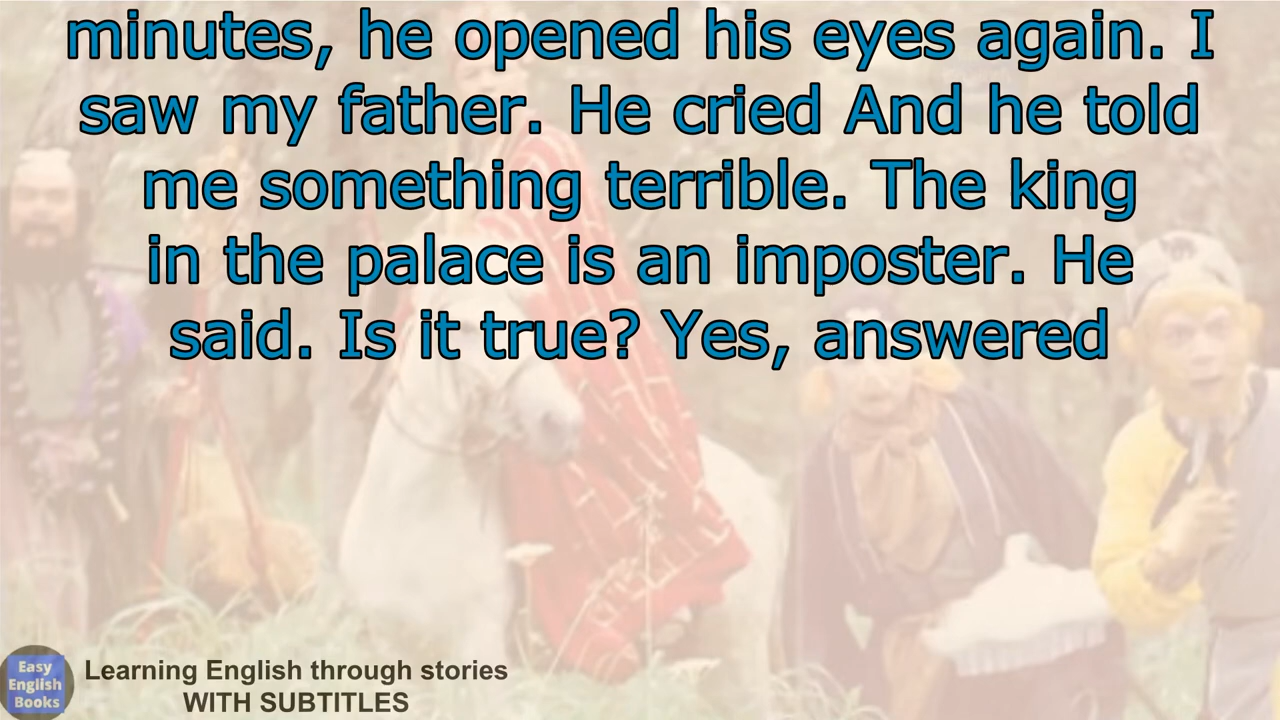 minutes, he opened his eyes again. I
saw my father. He cried And he told
me something terrible. The king
in the palace is an imposter. He
said. Is it true? Yes, answered
Easy
English
Books
Learning English through stories
WITH SUBTITLES